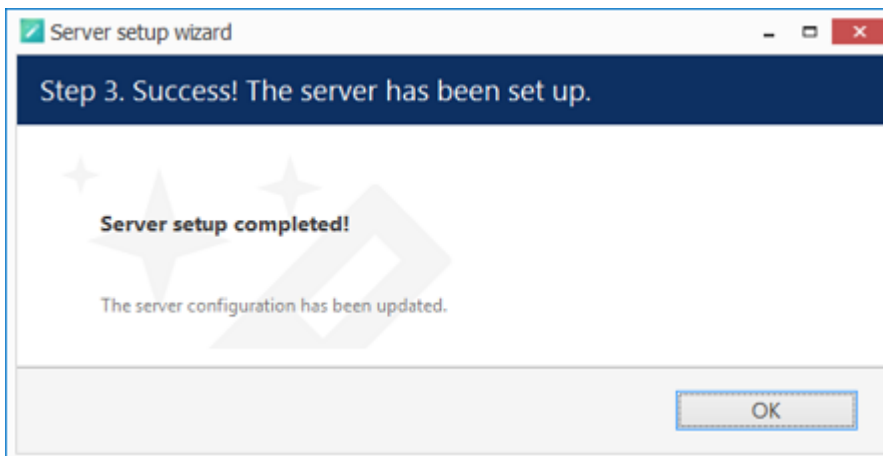 Server setup wizard
Step 3. Success! The server has been set up.
Server setup completed!
The server configuration has been updated.
OK